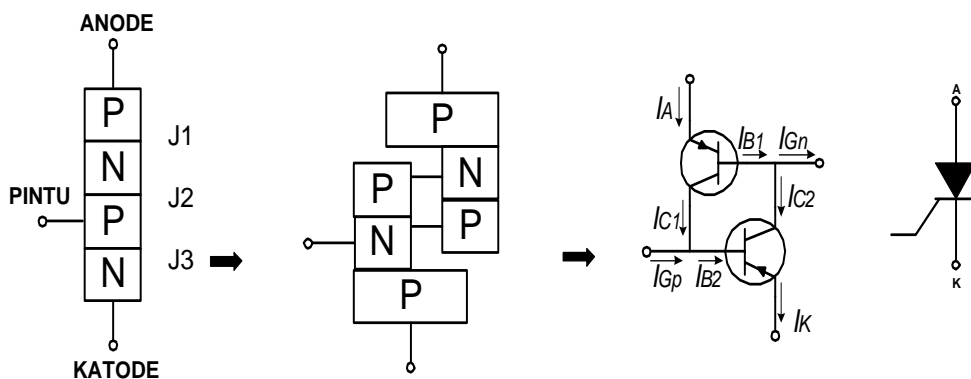 ANODE
P
N
P
N
J1
J2
J3
PINTU
KATODE
P
N
P
P
N
P
IA
IB1
IGn
IC1
IC2
IGp
IB2
IK
A
K